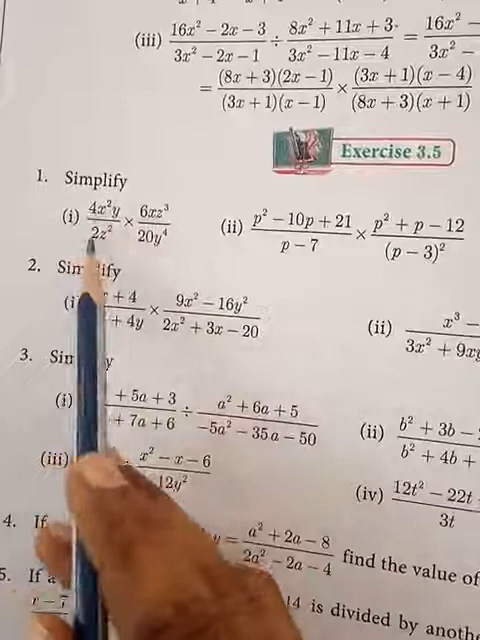 (iii) (16x² − 2x − 3)/(3x² − 2x − 1) ÷ (8x² + 11x + 3)/(3x² − 11x − 4) = 16x² −/3x² −
= ((8x + 3)(2x − 1))/((3x + 1)(x − 1)) × ((3x + 1)(x − 4))/((8x + 3)(x + 1))
Exercise 3.5
1. Simplify
(i) 4x²y/2z² × 6xz³/20y⁴ (ii) (p² − 10p + 21)/(p − 7) × (p² + p − 12)/(p − 3)²
2.
+ 4/+ 4y × (9x² − 16y²)/(2x² + 3x − 20) (ii) x³ −/3x² + 9xy
3.
(i) + 5a + 3/+ 7a + 6 ÷ (a² + 6a + 5)/(−5a² − 35a − 50) (ii) b² + 3b −/b² + 4b +
(iii) (x² − x − 6)/12y² (iv) 12t² − 22t/3t
4. If = (a² + 2a − 8)/(2a² − 2a − 4) find the value of
5. If 14 is divided by anoth